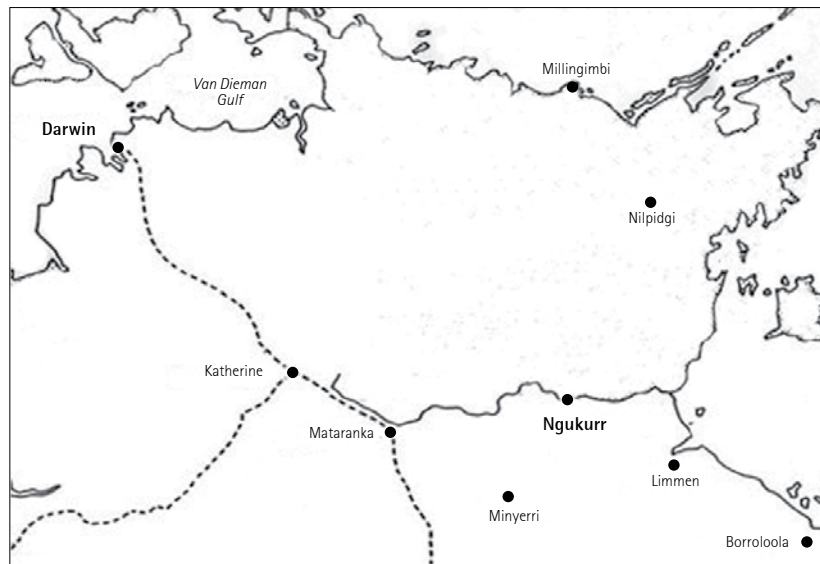 Millingimbi
Van Dieman
Gulf
Darwin
Nilpidgi
Katherine
Ngukurr
Mataranka
Limmen
Minyerri
Borroloola